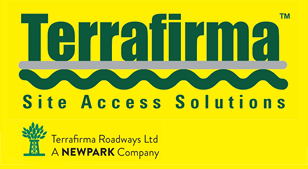 Terrafirma™
Site Access Solutions
Terrafirma Roadways Ltd
A NEWPARK Company